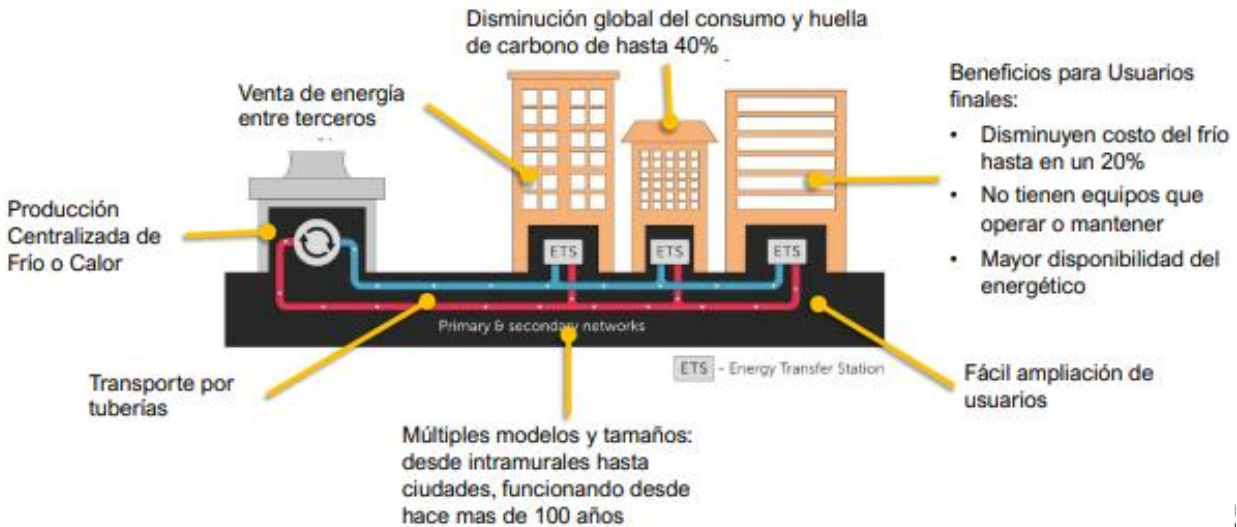 Disminución global del consumo y huella
de carbono de hasta 40%
Venta de energía
entre terceros
Beneficios para Usuarios
finales:
• Disminuyen costo del frío
hasta en un 20%
• No tienen equipos que
operar o mantener
• Mayor disponibilidad del
energético
Producción
Centralizada de
Frío o Calor
ETS
ETS
ETS
Primary & secondary networks
ETS - Energy Transfer Station
Transporte por
tuberías
Fácil ampliación de
usuarios
Múltiples modelos y tamaños:
desde intramurales hasta
ciudades, funcionando desde
hace mas de 100 años